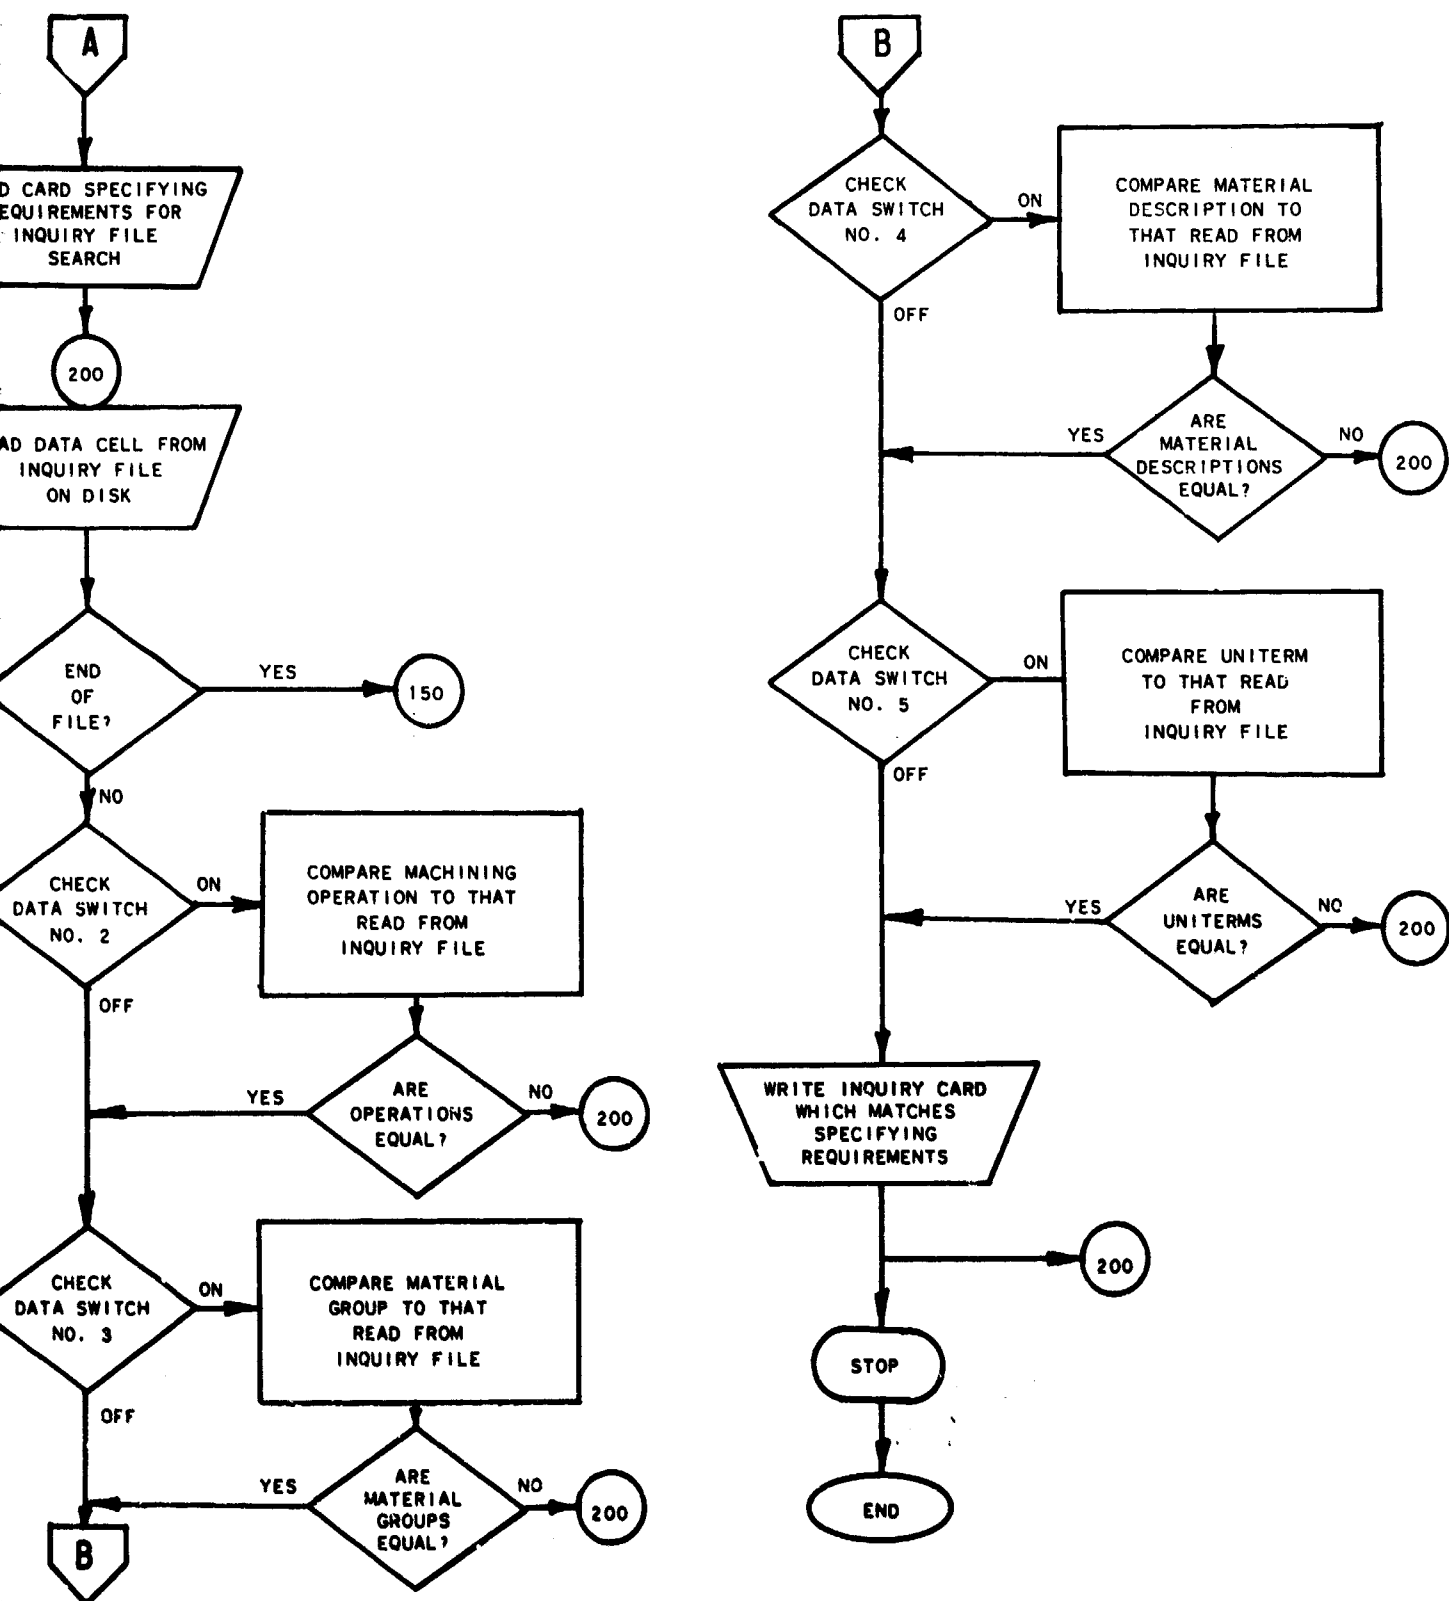 A
D CARD SPECIFYING
EQUIREMENTS FOR
INQUIRY FILE
SEARCH
200
AD DATA CELL FROM
INQUIRY FILE
ON DISK
END
OF
FILE?
YES
150
NO
CHECK
DATA SWITCH
NO. 2
ON
COMPARE MACHINING
OPERATION TO THAT
READ FROM
INQUIRY FILE
OFF
ARE
OPERATIONS
EQUAL?
YES
NO
200
CHECK
DATA SWITCH
NO. 3
ON
COMPARE MATERIAL
GROUP TO THAT
READ FROM
INQUIRY FILE
OFF
ARE
MATERIAL
GROUPS
EQUAL?
YES
NO
200
B
B
CHECK
DATA SWITCH
NO. 4
ON
COMPARE MATERIAL
DESCRIPTION TO
THAT READ FROM
INQUIRY FILE
OFF
ARE
MATERIAL
DESCRIPTIONS
EQUAL?
YES
NO
200
CHECK
DATA SWITCH
NO. 5
ON
COMPARE UNITERM
TO THAT READ
FROM
INQUIRY FILE
OFF
ARE
UNITERMS
EQUAL?
YES
NO
200
WRITE INQUIRY CARD
WHICH MATCHES
SPECIFYING
REQUIREMENTS
200
STOP
END